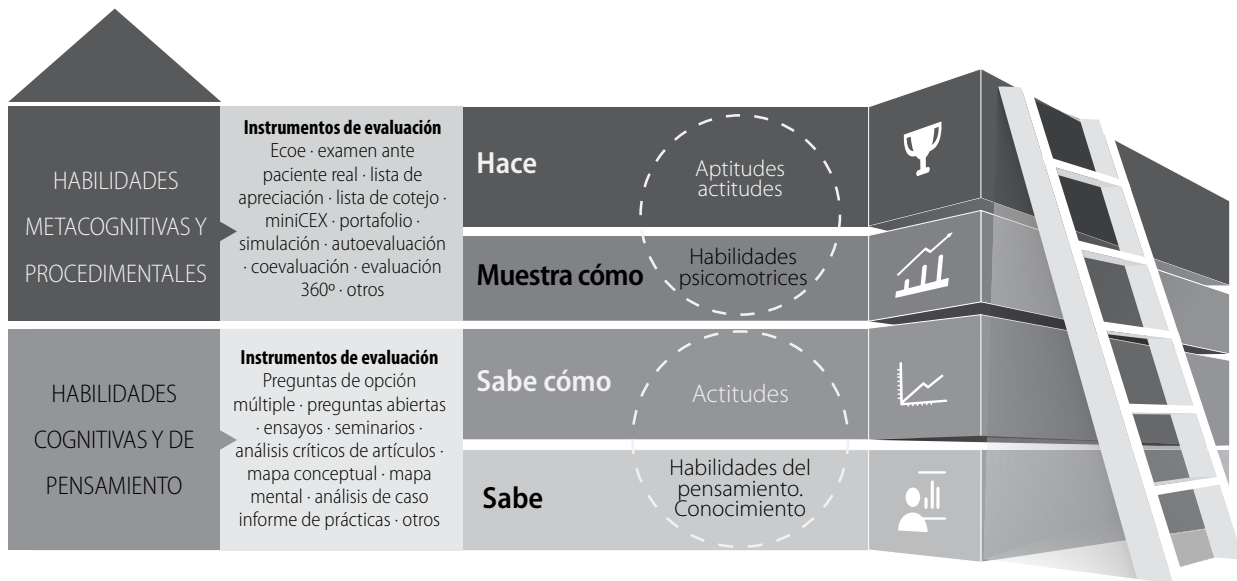 HABILIDADES
METACOGNITIVAS Y
PROCEDIMENTALES
Instrumentos de evaluación
Ecoe · examen ante
paciente real · lista de
apreciación · lista de cotejo ·
miniCEX · portafolio ·
simulación · autoevaluación
· coevaluación · evaluación
360º · otros
Hace
Aptitudes
actitudes
Muestra cómo
Habilidades
psicomotrices
HABILIDADES
COGNITIVAS Y DE
PENSAMIENTO
Instrumentos de evaluación
Preguntas de opción
múltiple · preguntas abiertas
· ensayos · seminarios ·
análisis críticos de artículos ·
mapa conceptual · mapa
mental · análisis de caso
informe de prácticas · otros
Sabe cómo
Actitudes
Sabe
Habilidades del
pensamiento.
Conocimiento